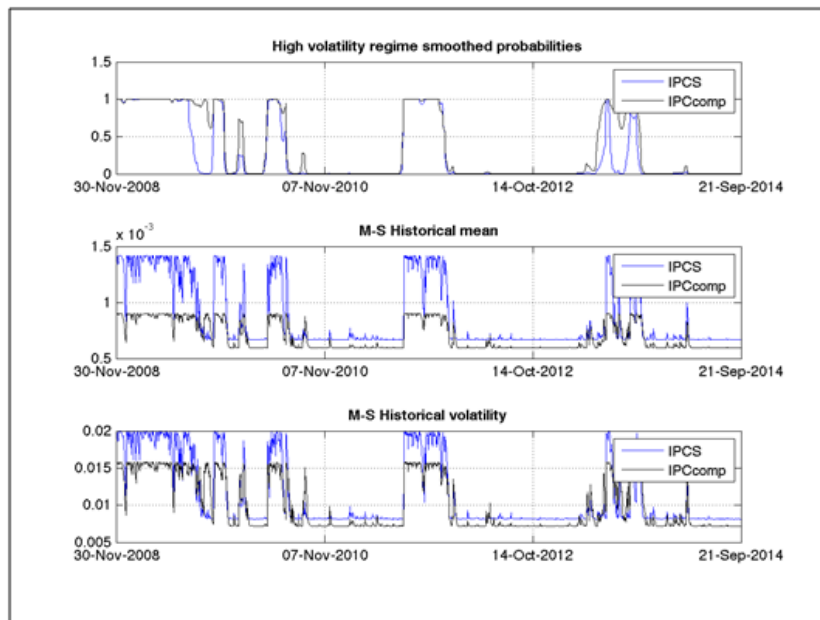 High volatility regime smoothed probabilities
1.5
1
0.5
0
IPCS
IPCcomp
30-Nov-2008 07-Nov-2010 14-Oct-2012 21-Sep-2014
M-S Historical mean
x 10^-3
1.5
1
0.5
IPCS
IPCcomp
30-Nov-2008 07-Nov-2010 14-Oct-2012 21-Sep-2014
M-S Historical volatility
0.02
0.015
0.01
0.005
IPCS
IPCcomp
30-Nov-2008 07-Nov-2010 14-Oct-2012 21-Sep-2014